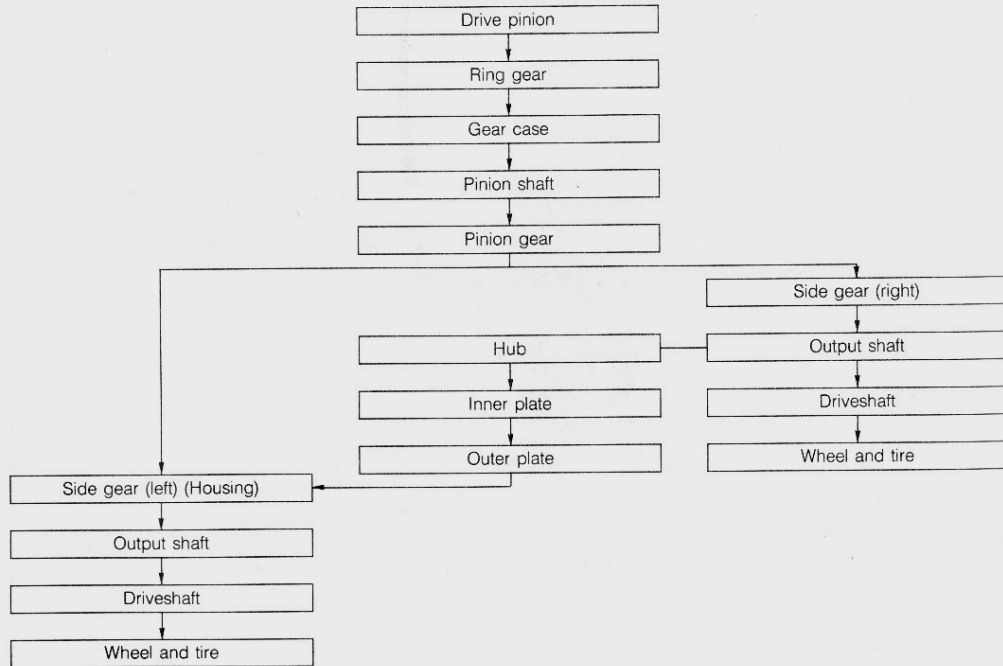 Drive pinion
Ring gear
Gear case
Pinion shaft
Pinion gear
Side gear (right)
Hub
Output shaft
Inner plate
Driveshaft
Outer plate
Wheel and tire
Side gear (left) (Housing)
Output shaft
Driveshaft
Wheel and tire